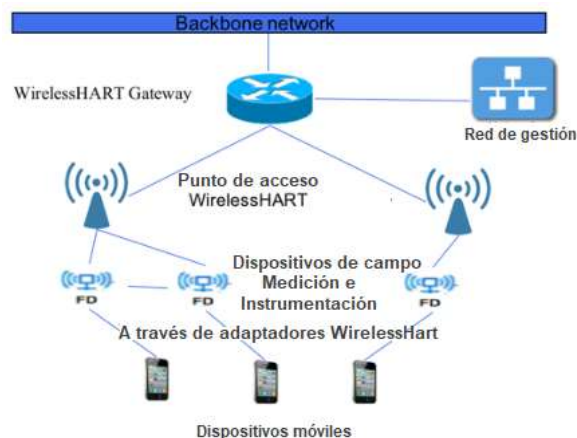 Backbone network
WirelessHART Gateway
Red de gestión
Punto de acceso
WirelessHART
Dispositivos de campo
Medición e
Instrumentación
FD
FD
FD
A través de adaptadores WirelessHart
Dispositivos móviles